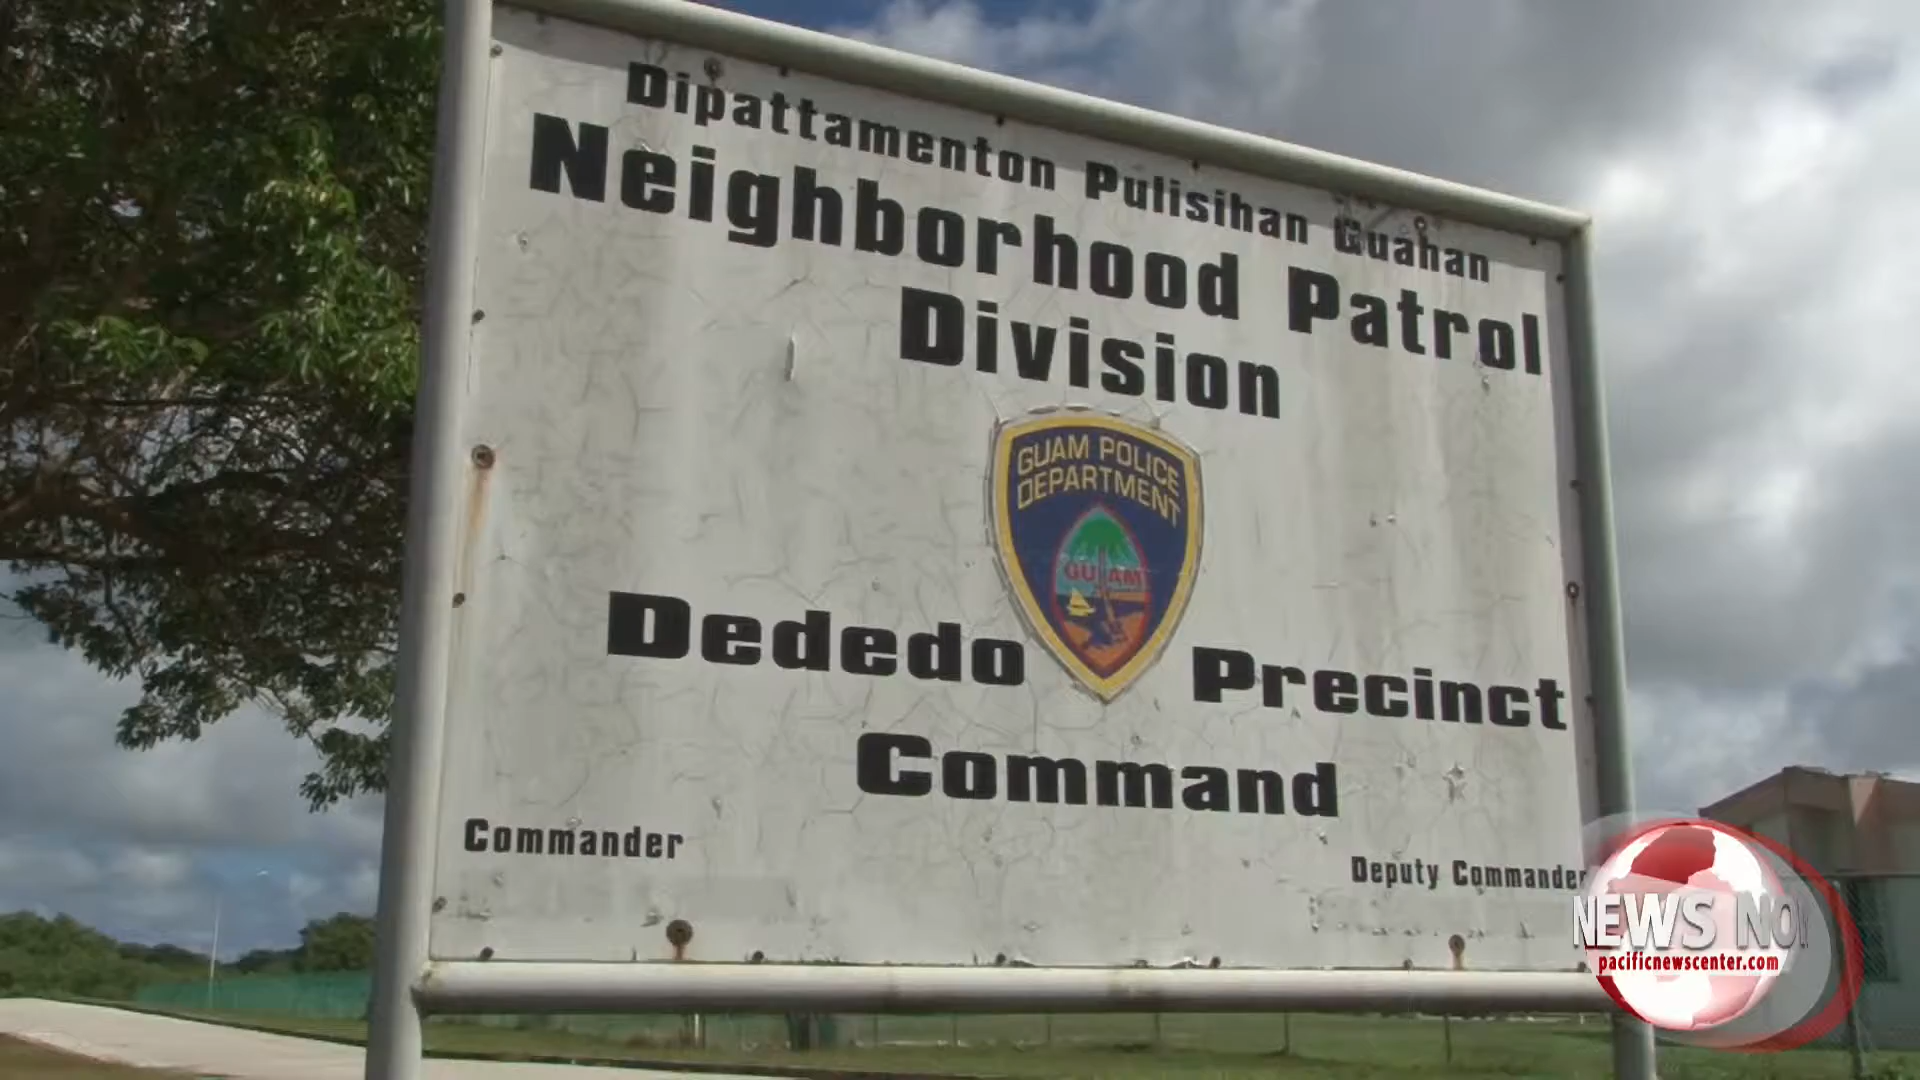 Dipattamenton Pulisihan Guahan
Neighborhood Patrol
Division
GUAM POLICE
DEPARTMENT
GUAM
Dededo Precinct
Command
Commander
Deputy Commander
NEWS NOW
pacificnewscenter.com